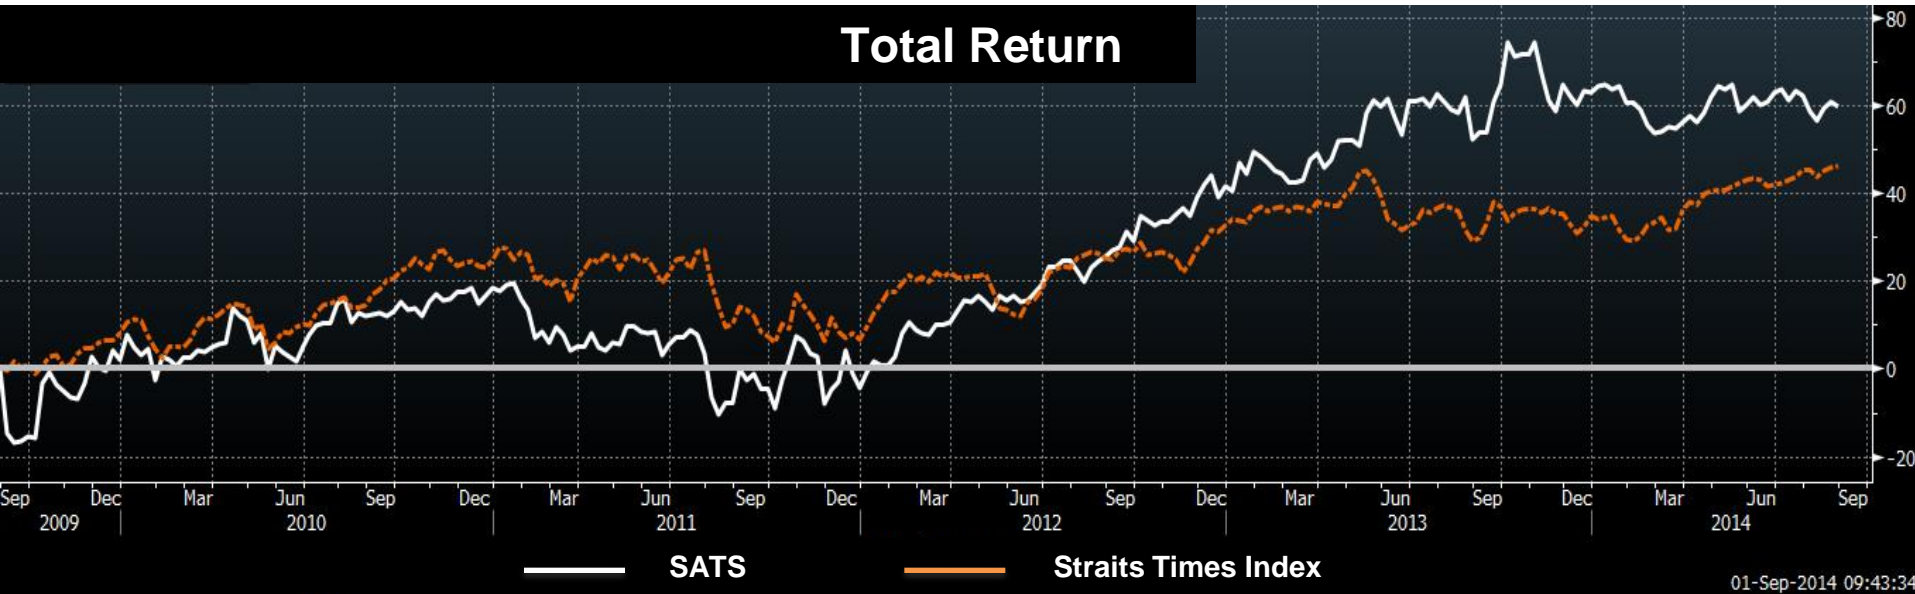 Total Return
80
60
40
20
0
-20
Sep Dec Mar Jun Sep Dec Mar Jun Sep Dec Mar Jun Sep Dec Mar Jun Sep Dec Mar Jun Sep
2009 2010 2011 2012 2013 2014
SATS Straits Times Index
01-Sep-2014 09:43:34